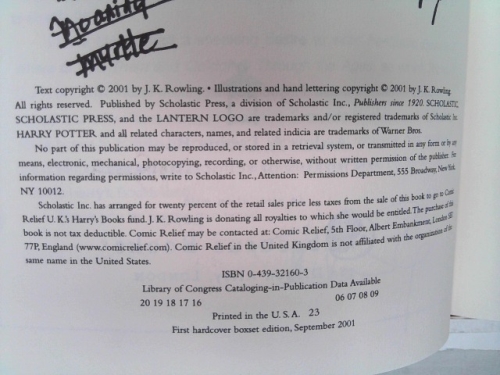 Moaning
Myrtle
Text copyright © 2001 by J. K. Rowling. • Illustrations and hand lettering copyright © 2001 by J. K. Rowling.
All rights reserved. Published by Scholastic Press, a division of Scholastic Inc., Publishers since 1920. SCHOLASTIC,
SCHOLASTIC PRESS, and the LANTERN LOGO are trademarks and/or registered trademarks of Scholastic Inc.
HARRY POTTER and all related characters, names, and related indicia are trademarks of Warner Bros.
No part of this publication may be reproduced, or stored in a retrieval system, or transmitted in any form or by any
means, electronic, mechanical, photocopying, recording, or otherwise, without written permission of the publisher. For
information regarding permissions, write to Scholastic Inc., Attention: Permissions Department, 555 Broadway, New York,
NY 10012.
Scholastic Inc. has arranged for twenty percent of the retail sales price less taxes from the sale of this book to go to Comic
Relief U.K.'s Harry's Books fund. J. K. Rowling is donating all royalties to which she would be entitled. The purchase of this
book is not tax deductible. Comic Relief may be contacted at: Comic Relief, 5th Floor, Albert Embankment, London SE1
77P, England (www.comicrelief.com). Comic Relief in the United Kingdom is not affiliated with the organization of the
same name in the United States.
ISBN 0-439-32160-3
Library of Congress Cataloging-in-Publication Data Available
20 19 18 17 16 06 07 08 09
Printed in the U. S. A. 23
First hardcover boxset edition, September 2001